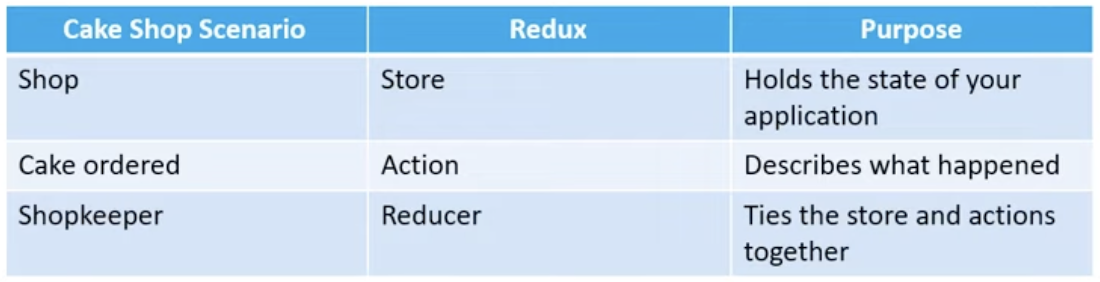 Cake Shop Scenario Redux Purpose
Shop Store Holds the state of your
application
Cake ordered Action Describes what happened
Shopkeeper Reducer Ties the store and actions
together